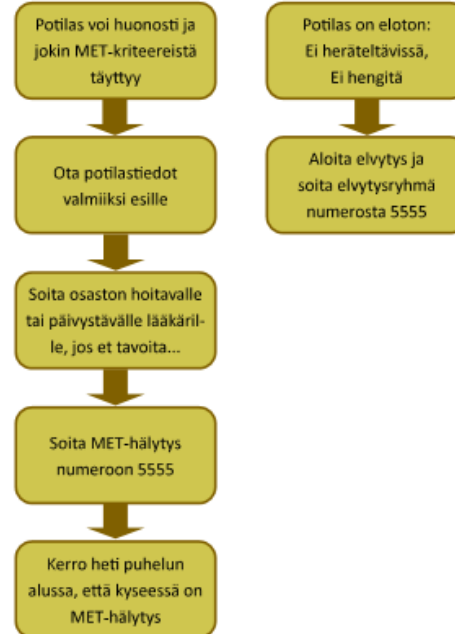 Potilas voi huonosti ja
jokin MET-kriteereistä
täyttyy
Ota potilastiedot
valmiiksi esille
Soita osaston hoitavalle
tai päivystävälle lääkäril-
le, jos et tavoita...
Soita MET-hälytys
numeroon 5555
Kerro heti puhelun
alussa, että kyseessä on
MET-hälytys
Potilas on eloton:
Ei heräteltävissä,
Ei hengitä
Aloita elvytys ja
soita elvytysryhmä
numerosta 5555